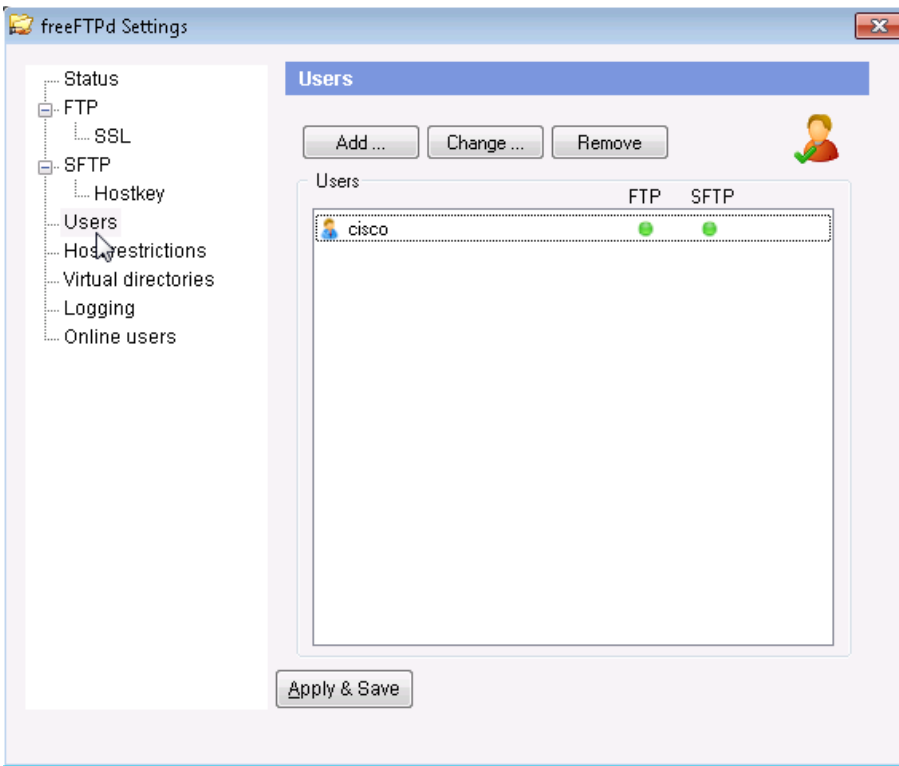 freeFTPd Settings
Status
FTP
SSL
SFTP
Hostkey
Users
Host restrictions
Virtual directories
Logging
Online users
Users
Add ...
Change ...
Remove
Users
FTP SFTP
cisco
Apply & Save